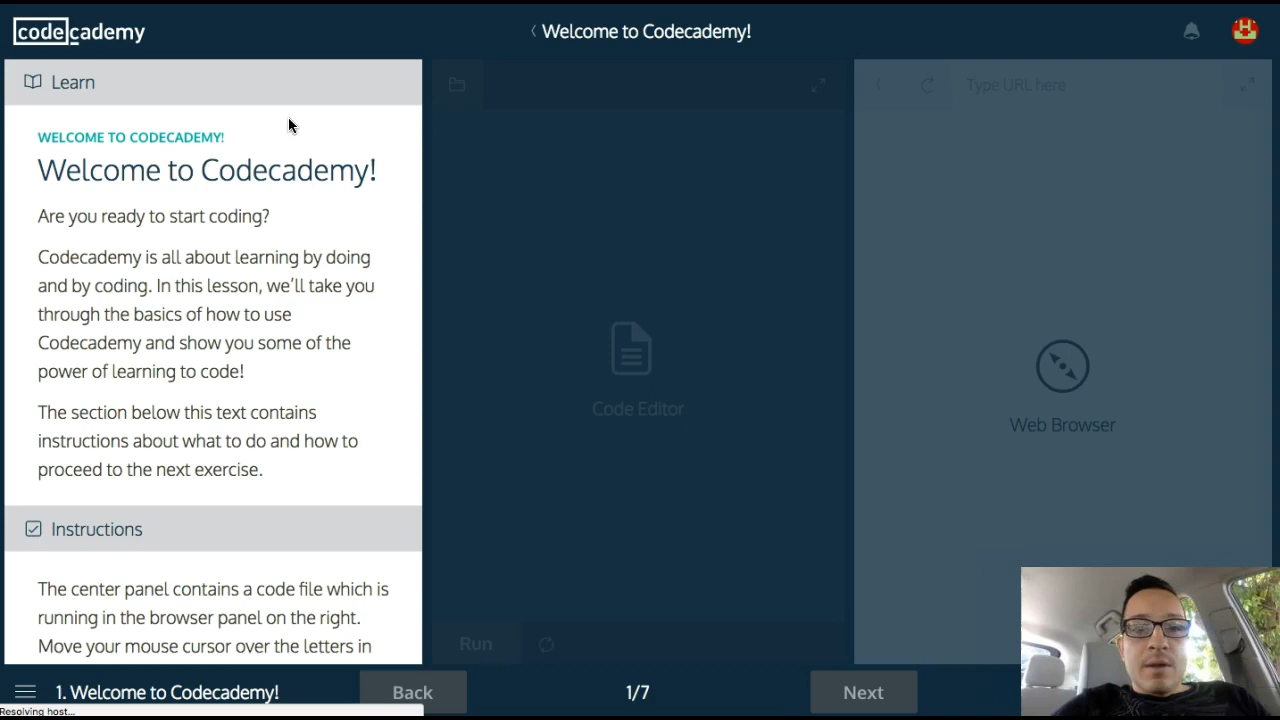 codecademy
Welcome to Codecademy!
Learn
Type URL here
WELCOME TO CODECADEMY!
Welcome to Codecademy!
Are you ready to start coding?
Codecademy is all about learning by doing
and by coding. In this lesson, we'll take you
through the basics of how to use
Codecademy and show you some of the
power of learning to code!
The section below this text contains
instructions about what to do and how to
proceed to the next exercise.
Instructions
The center panel contains a code file which is
running in the browser panel on the right.
Move your mouse cursor over the letters in
Code Editor
Run
Web Browser
1. Welcome to Codecademy!
Back
1/7
Next
Resolving host...